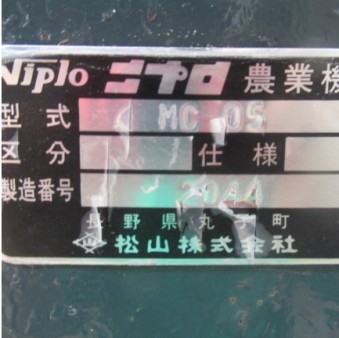 Niplo ニプロ 農業機
型式 MC 05
区分 仕様
製造番号 2044
長野県丸子町
松山株式会社